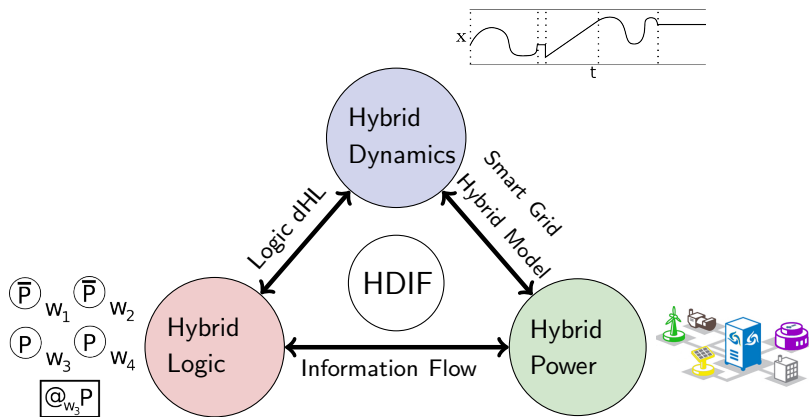 x
t
Hybrid
Dynamics
Logic dHL
Smart Grid
Hybrid Model
HDIF
P̅ w₁ P̅ w₂
P w₃ P w₄
@w₃P
Hybrid
Logic
Information Flow
Hybrid
Power